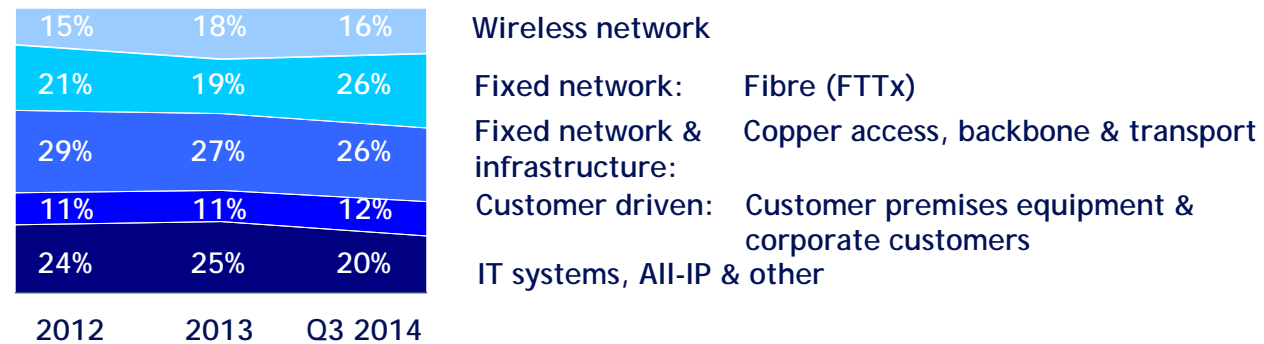 15% 18% 16% Wireless network
21% 19% 26% Fixed network: Fibre (FTTx)
29% 27% 26% Fixed network & Copper access, backbone & transport
infrastructure:
11% 11% 12% Customer driven: Customer premises equipment &
corporate customers
24% 25% 20% IT systems, All-IP & other
2012 2013 Q3 2014